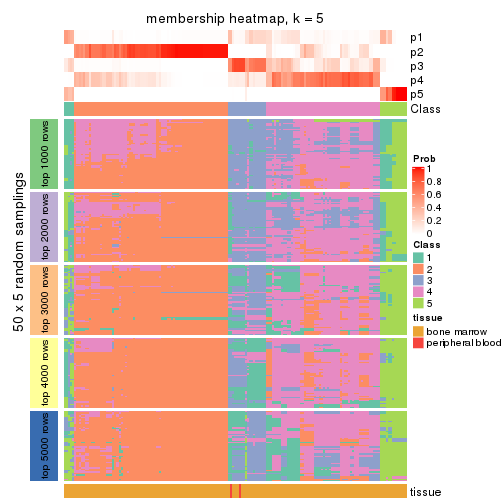 membership heatmap, k = 5
p1
p2
p3
p4
p5
Class
50 x 5 random samplings
top 1000 rows
top 2000 rows
top 3000 rows
top 4000 rows
top 5000 rows
tissue
Prob
1
0.8
0.6
0.4
0.2
0
Class
1
2
3
4
5
tissue
bone marrow
peripheral blood